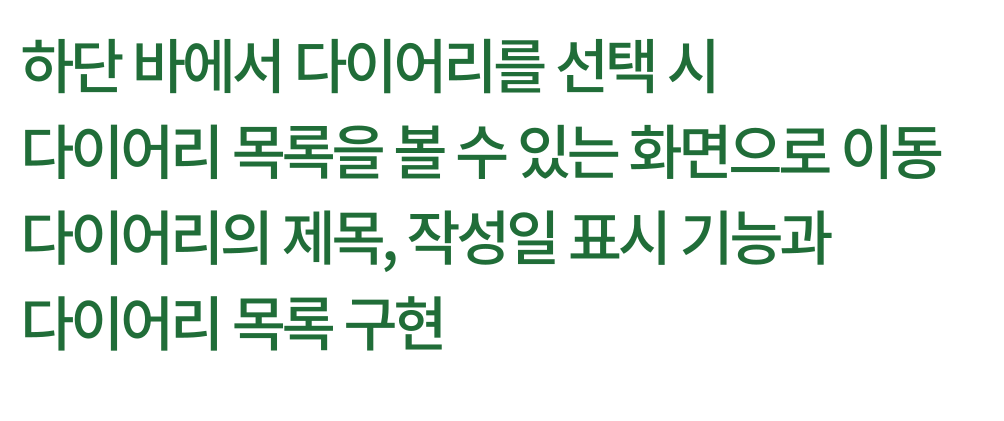 하단 바에서 다이어리를 선택 시
다이어리 목록을 볼 수 있는 화면으로 이동
다이어리의 제목, 작성일 표시 기능과
다이어리 목록 구현